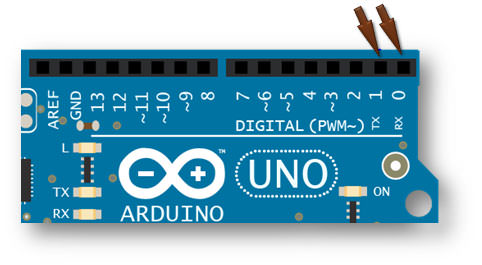 AREF GND 13 12 ~11 ~10 ~9 8 7 ~6 ~5 4 ~3 2 1 0
DIGITAL (PWM~) TX RX
L
TX
RX
™
UNO
ON
ARDUINO